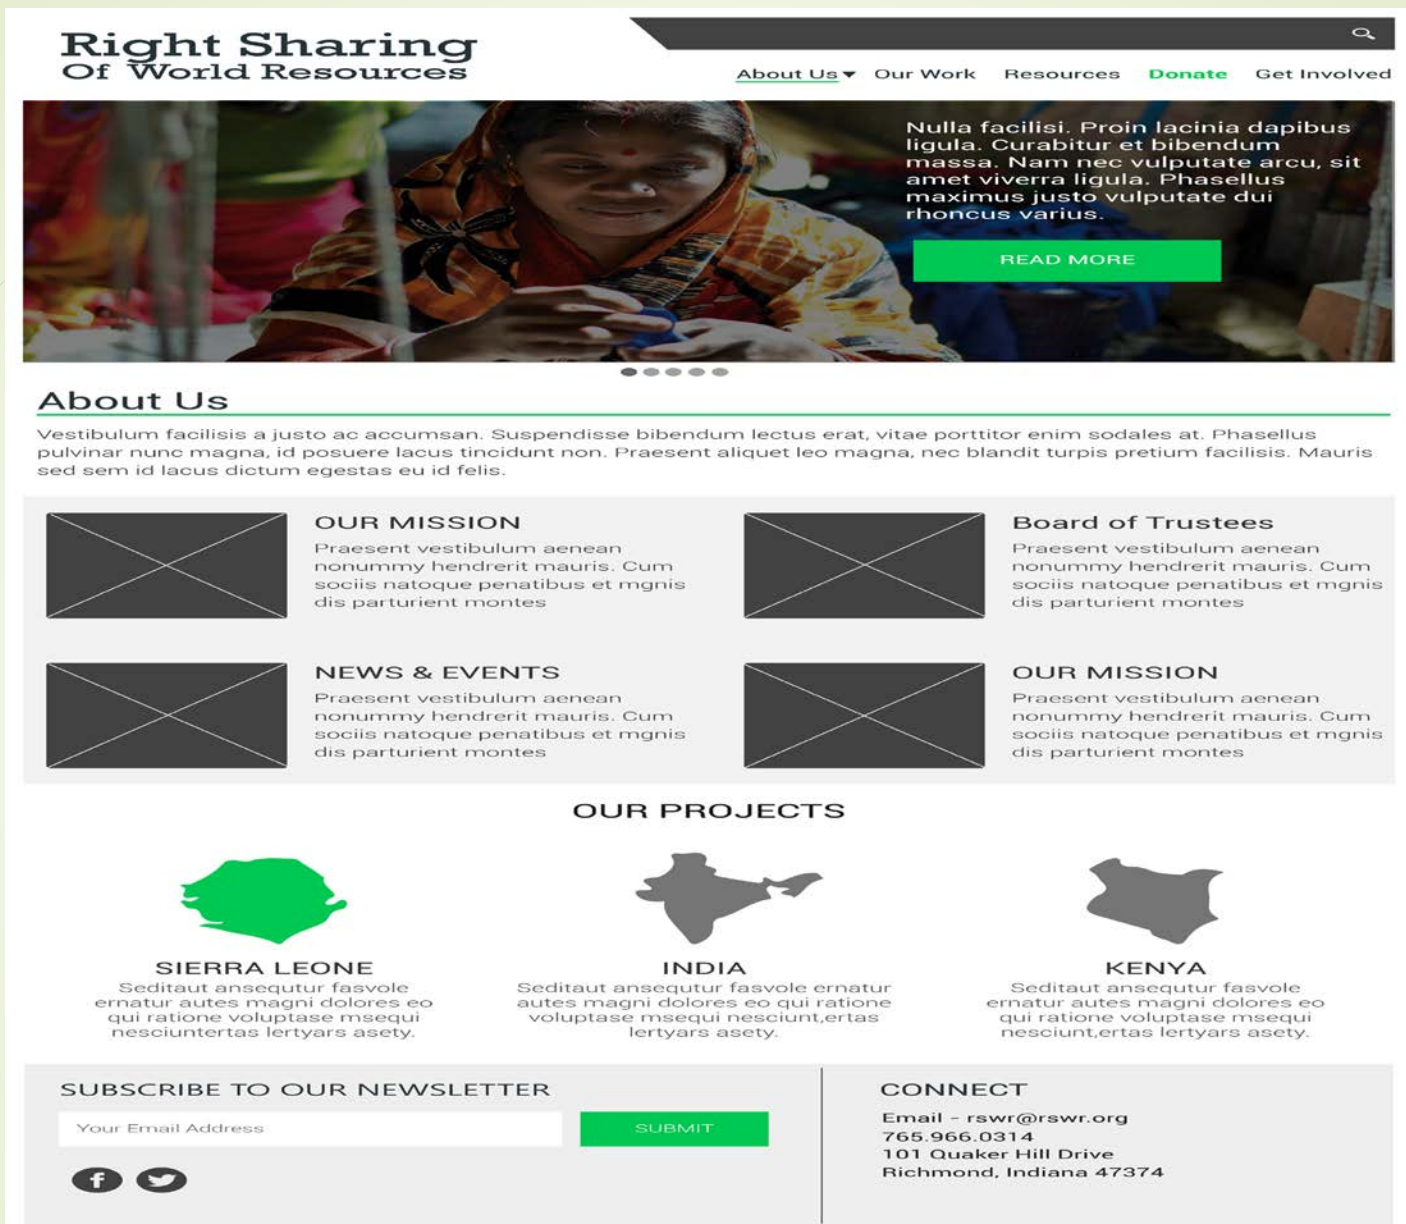 Right Sharing
Of World Resources
About Us Our Work Resources Donate Get Involved
Nulla facilisi. Proin lacinia dapibus
ligula. Curabitur et bibendum
massa. Nam nec vulputate arcu, sit
amet viverra ligula. Phasellus
maximus justo vulputate dui
rhoncus varius.
READ MORE
About Us
Vestibulum facilisis a justo ac accumsan. Suspendisse bibendum lectus erat, vitae porttitor enim sodales at. Phasellus
pulvinar nunc magna, id posuere lacus tincidunt non. Praesent aliquet leo magna, nec blandit turpis pretium facilisis. Mauris
sed sem id lacus dictum egestas eu id felis.
OUR MISSION
Praesent vestibulum aenean
nonummy hendrerit mauris. Cum
sociis natoque penatibus et mgnis
dis parturient montes
Board of Trustees
Praesent vestibulum aenean
nonummy hendrerit mauris. Cum
sociis natoque penatibus et mgnis
dis parturient montes
NEWS & EVENTS
Praesent vestibulum aenean
nonummy hendrerit mauris. Cum
sociis natoque penatibus et mgnis
dis parturient montes
OUR MISSION
Praesent vestibulum aenean
nonummy hendrerit mauris. Cum
sociis natoque penatibus et mgnis
dis parturient montes
OUR PROJECTS
SIERRA LEONE
Seditaut ansequtur fasvole
ernatur autes magni dolores eo
qui ratione voluptase msequi
nesciuntertas lertyars asety.
INDIA
Seditaut ansequtur fasvole ernatur
autes magni dolores eo qui ratione
voluptase msequi nesciunt,ertas
lertyars asety.
KENYA
Seditaut ansequtur fasvole
ernatur autes magni dolores eo
qui ratione voluptase msequi
nesciunt,ertas lertyars asety.
SUBSCRIBE TO OUR NEWSLETTER
Your Email Address
SUBMIT
CONNECT
Email - rswr@rswr.org
765.966.0314
101 Quaker Hill Drive
Richmond, Indiana 47374